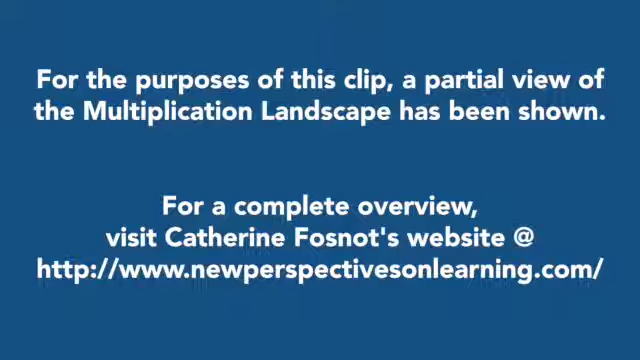 For the purposes of this clip, a partial view of
the Multiplication Landscape has been shown.
For a complete overview,
visit Catherine Fosnot's website @
http://www.newperspectivesonlearning.com/